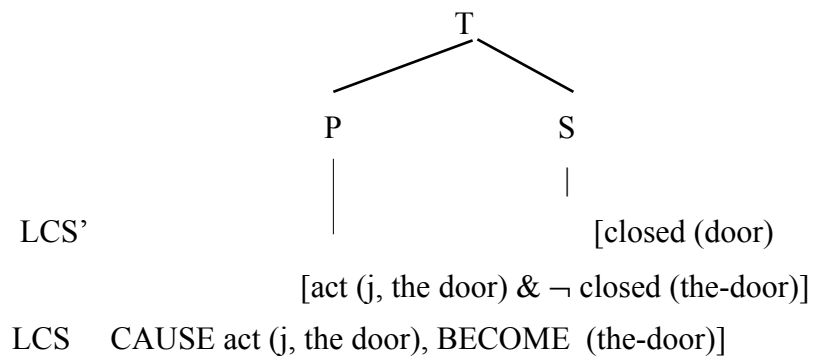 T
P S
LCS’ [closed (door)
[act (j, the door) & ¬ closed (the-door)]
LCS CAUSE act (j, the door), BECOME (the-door)]